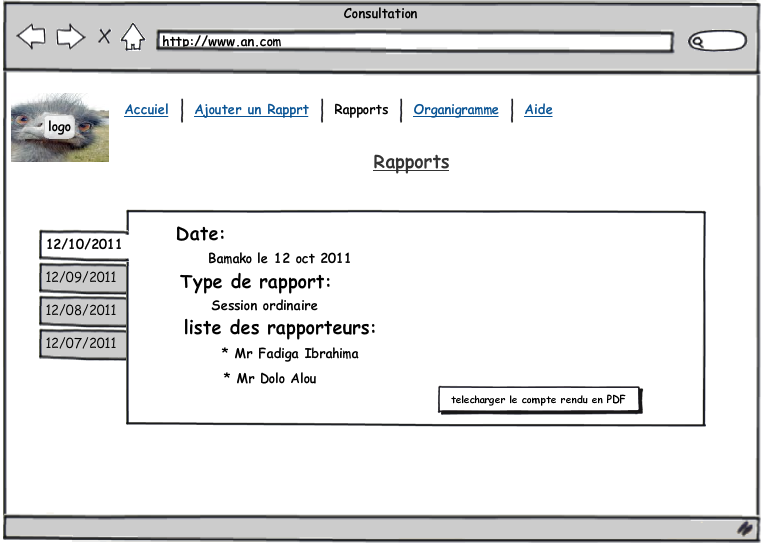 Consultation
http://www.an.com
logo
Accuiel
Ajouter un Rapprt
Rapports
Organigramme
Aide
Rapports
12/10/2011
12/09/2011
12/08/2011
12/07/2011
Date:
Bamako le 12 oct 2011
Type de rapport:
Session ordinaire
liste des rapporteurs:
* Mr Fadiga Ibrahima
* Mr Dolo Alou
telecharger le compte rendu en PDF